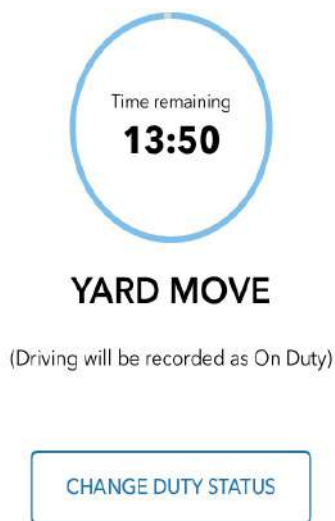 Time remaining
13:50
YARD MOVE
(Driving will be recorded as On Duty)
CHANGE DUTY STATUS